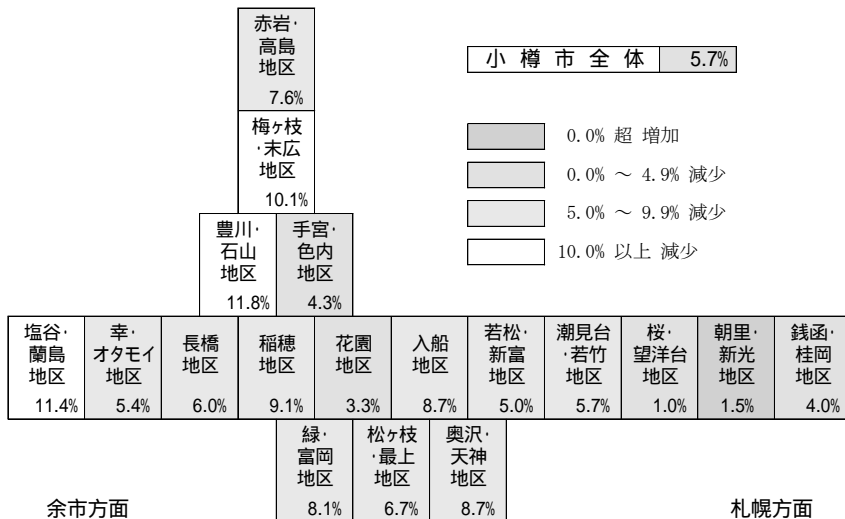 赤岩・
高島
地区
7.6%
小樽市全体 5.7%
梅ヶ枝
・末広
地区
10.1%
0.0% 超 増加
0.0% ～ 4.9% 減少
5.0% ～ 9.9% 減少
10.0% 以上 減少
豊川・
石山
地区
11.8%
手宮・
色内
地区
4.3%
塩谷・
蘭島
地区
11.4%
幸・
オタモイ
地区
5.4%
長橋
地区
6.0%
稲穂
地区
9.1%
花園
地区
3.3%
入船
地区
8.7%
若松・
新富
地区
5.0%
潮見台
・若竹
地区
5.7%
桜・
望洋台
地区
1.0%
朝里・
新光
地区
1.5%
銭函・
桂岡
地区
4.0%
緑・
富岡
地区
8.1%
松ヶ枝
・最上
地区
6.7%
奥沢・
天神
地区
8.7%
余市方面
札幌方面